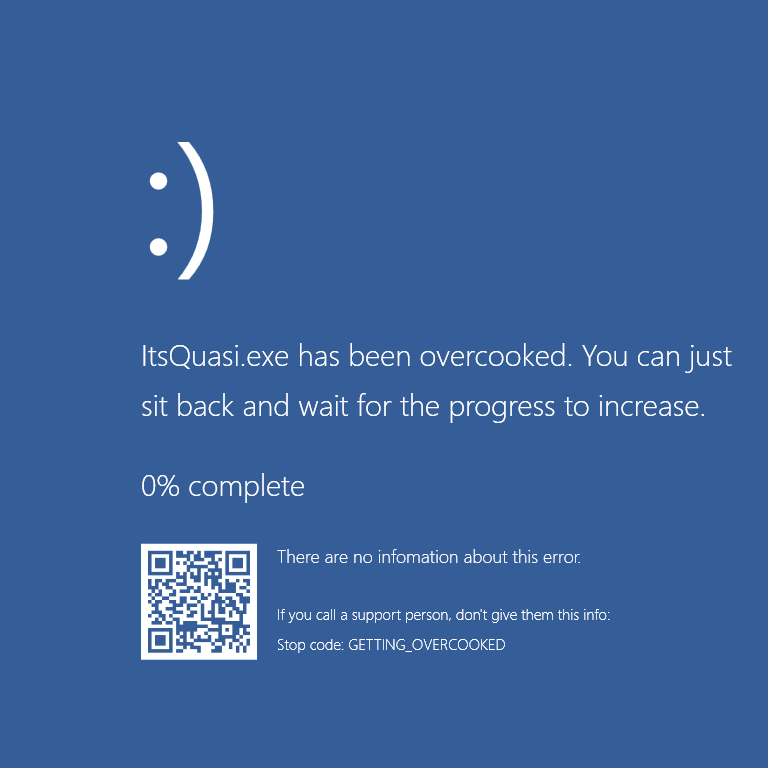 :)
ItsQuasi.exe has been overcooked. You can just
sit back and wait for the progress to increase.
0% complete
There are no infomation about this error.
If you call a support person, don't give them this info:
Stop code: GETTING_OVERCOOKED